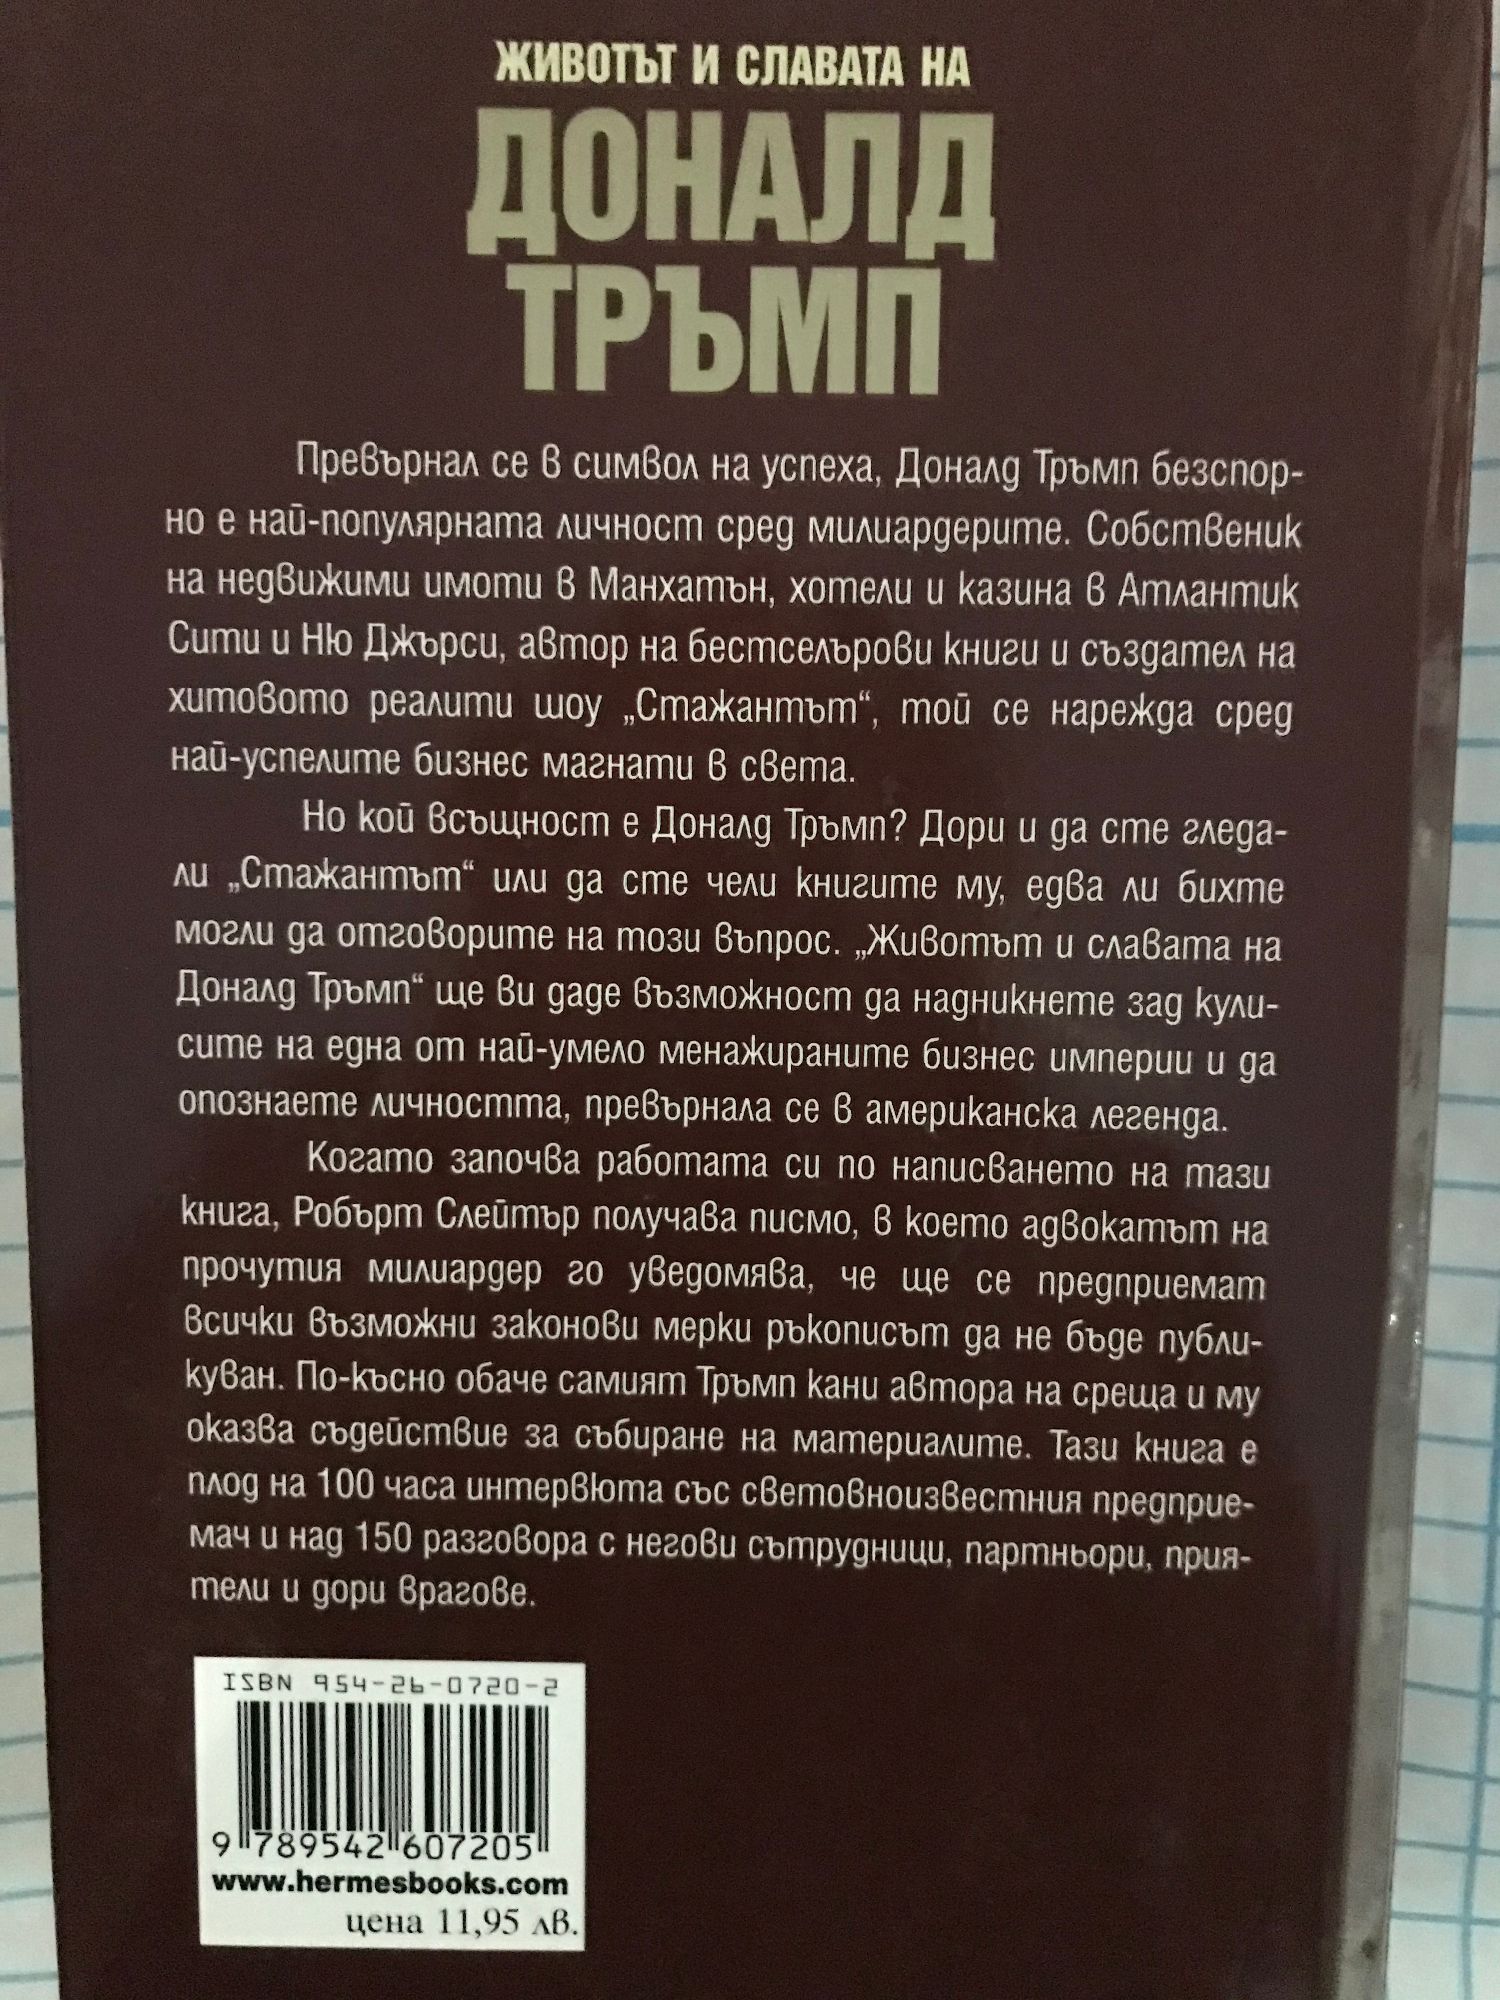 ЖИВОТЪТ И СЛАВАТА НА
ДОНАЛД
ТРЪМП
Превърнал се в символ на успеха, Доналд Тръмп безспор-
но е най-популярната личност сред милиардерите. Собственик
на недвижими имоти в Манхатън, хотели и казина в Атлантик
Сити и Ню Джърси, автор на бестселърови книги и създател на
хитовото реалити шоу „Стажантът“, той се нарежда сред
най-успелите бизнес магнати в света.
Но кой всъщност е Доналд Тръмп? Дори и да сте гледа-
ли „Стажантът“ или да сте чели книгите му, едва ли бихте
могли да отговорите на този въпрос. „Животът и славата на
Доналд Тръмп“ ще ви даде възможност да надникнете зад кули-
сите на една от най-умело менажираните бизнес империи и да
опознаете личността, превърнала се в американска легенда.
Когато започва работата си по написването на тази
книга, Робърт Слейтър получава писмо, в което адвокатът на
прочутия милиардер го уведомява, че ще се предприемат
всички възможни законови мерки ръкописът да не бъде публи-
куван. По-късно обаче самият Тръмп кани автора на среща и му
оказва съдействие за събиране на материалите. Тази книга е
плод на 100 часа интервюта със световноизвестния предприе-
мач и над 150 разговора с негови сътрудници, партньори, прия-
тели и дори врагове.
ISBN 954-26-0720-2
9 789542 607205
www.hermesbooks.com
цена 11,95 лв.